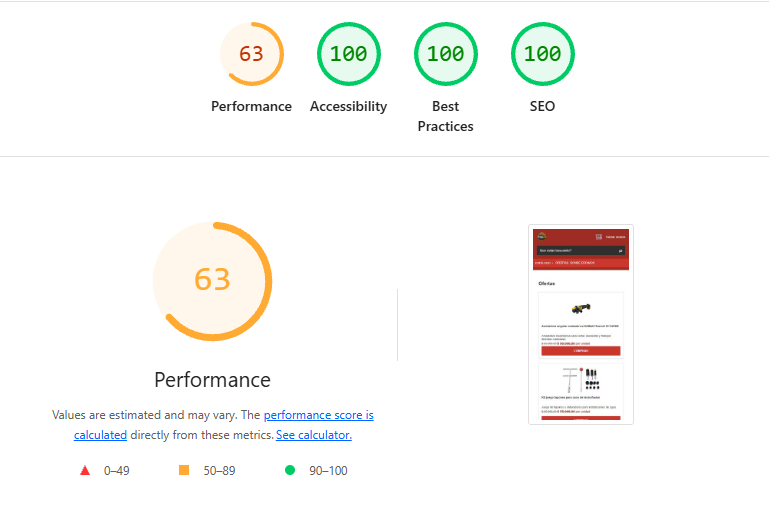 63
100
100
100
Performance
Accessibility
Best
Practices
SEO
63
Performance
Values are estimated and may vary. The performance score is
calculated directly from these metrics. See calculator.
0–49
50–89
90–100
Ofertas
COMPRAR